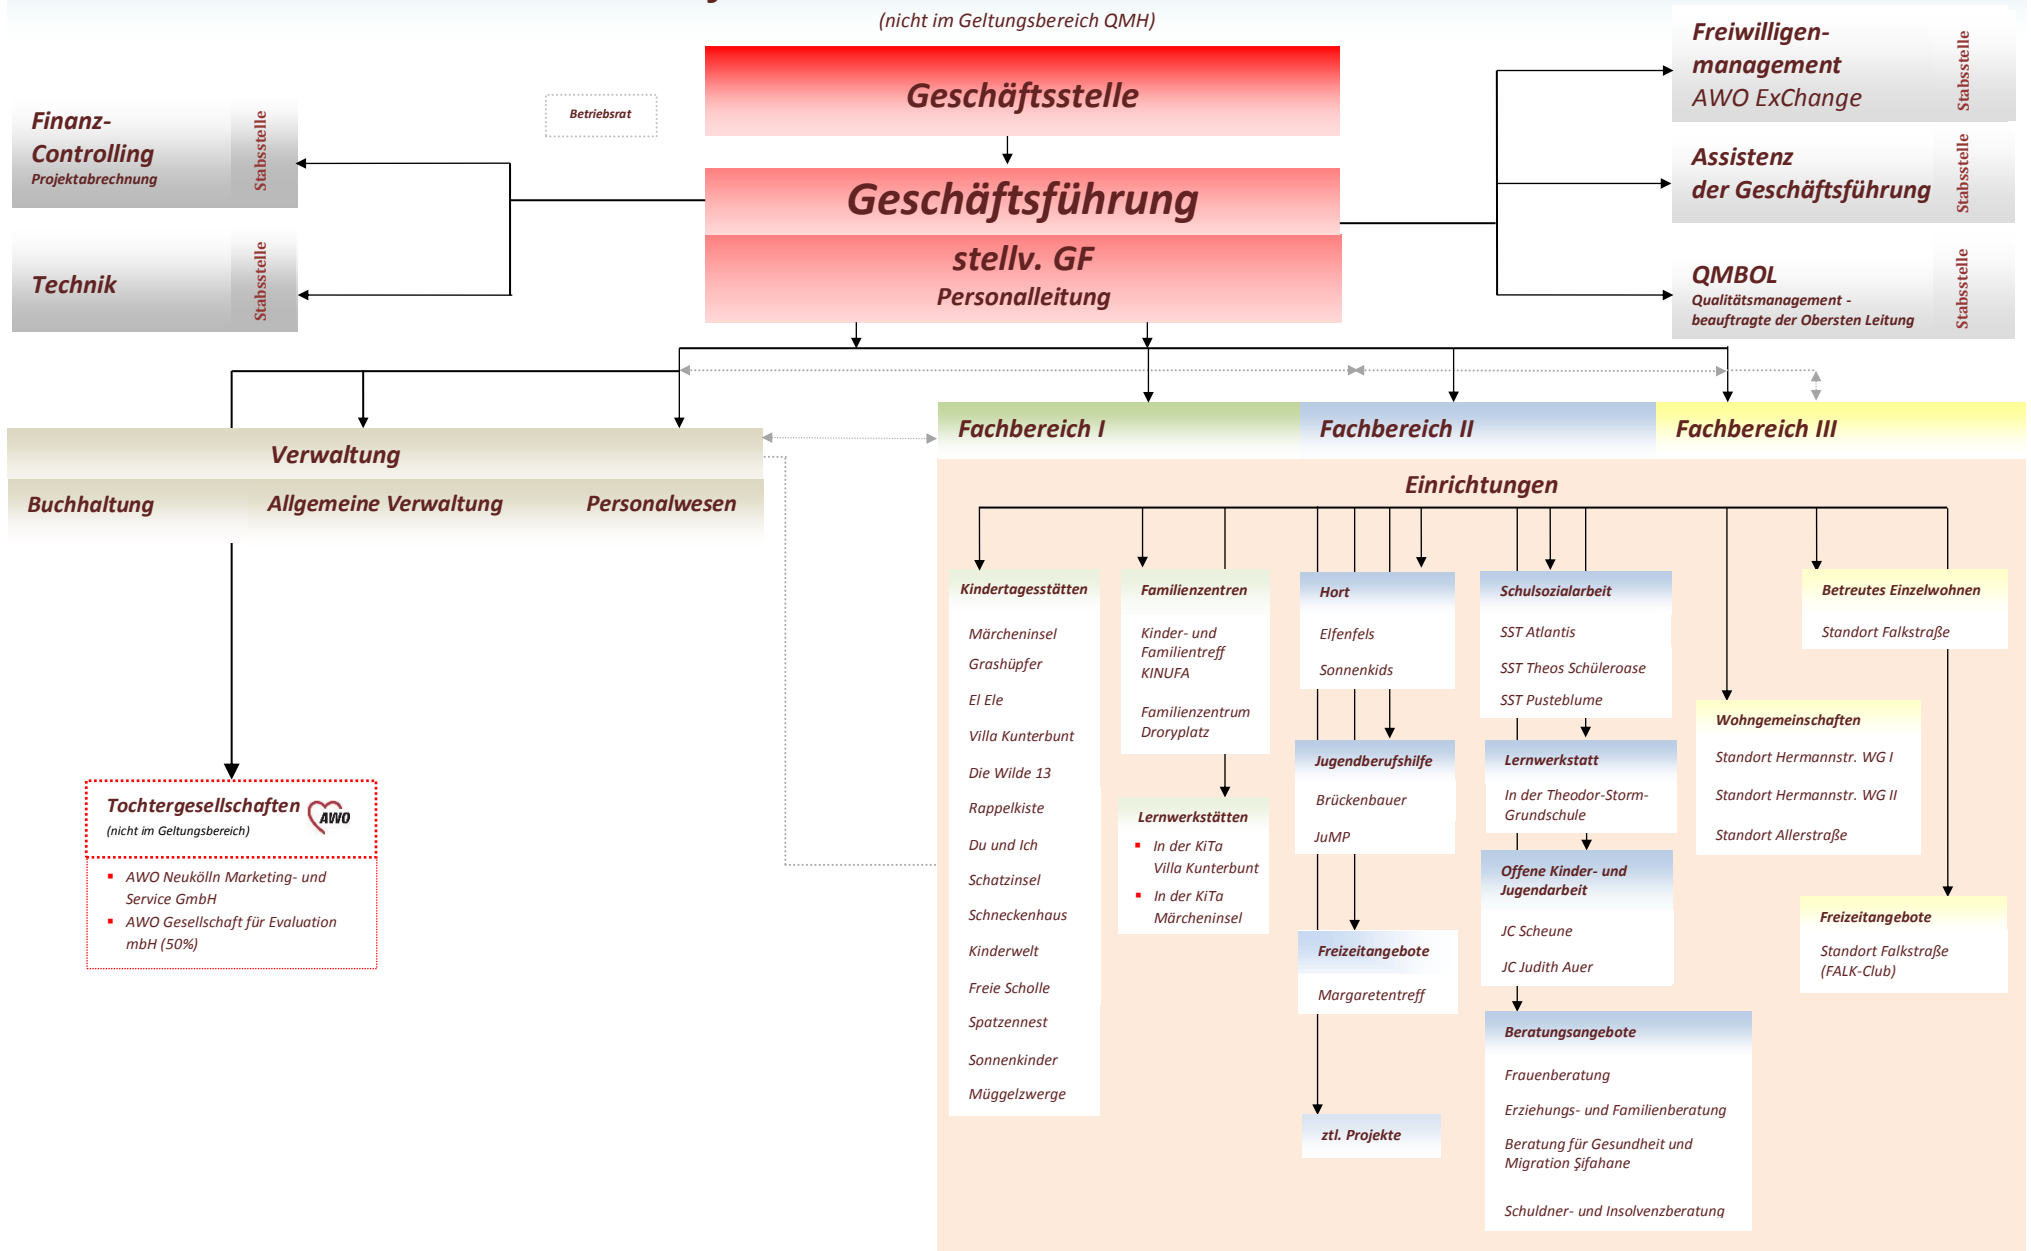 (nicht im Geltungsbereich QMH)
Geschäftsstelle
Betriebsrat
Finanz-
Controlling
Projektabrechnung
Stabsstelle
Technik
Stabsstelle
Geschäftsführung
stellv. GF
Personalleitung
Freiwilligen-
management
AWO ExChange
Stabsstelle
Assistenz
der Geschäftsführung
Stabsstelle
QMBOL
Qualitätsmanagement -
beauftragte der Obersten Leitung
Stabsstelle
Verwaltung
Buchhaltung
Allgemeine Verwaltung
Personalwesen
Tochtergesellschaften
(nicht im Geltungsbereich)
AWO
AWO Neukölln Marketing- und
Service GmbH
AWO Gesellschaft für Evaluation
mbH (50%)
Fachbereich I
Fachbereich II
Fachbereich III
Einrichtungen
Kindertagesstätten
Märcheninsel
Grashüpfer
El Ele
Villa Kunterbunt
Die Wilde 13
Rappelkiste
Du und Ich
Schatzinsel
Schneckenhaus
Kinderwelt
Freie Scholle
Spatzennest
Sonnenkinder
Müggelzwerge
Familienzentren
Kinder- und
Familientreff
KINUFA
Familienzentrum
Droryplatz
Lernwerkstätten
In der KiTa
Villa Kunterbunt
In der KiTa
Märcheninsel
Hort
Elfenfels
Sonnenkids
Jugendberufshilfe
Brückenbauer
JuMP
Freizeitangebote
Margaretentreff
ztl. Projekte
Schulsozialarbeit
SST Atlantis
SST Theos Schüleroase
SST Pusteblume
Lernwerkstatt
In der Theodor-Storm-
Grundschule
Offene Kinder- und
Jugendarbeit
JC Scheune
JC Judith Auer
Beratungsangebote
Frauenberatung
Erziehungs- und Familienberatung
Beratung für Gesundheit und
Migration Şifahane
Schuldner- und Insolvenzberatung
Wohngemeinschaften
Standort Hermannstr. WG I
Standort Hermannstr. WG II
Standort Allerstraße
Betreutes Einzelwohnen
Standort Falkstraße
Freizeitangebote
Standort Falkstraße
(FALK-Club)